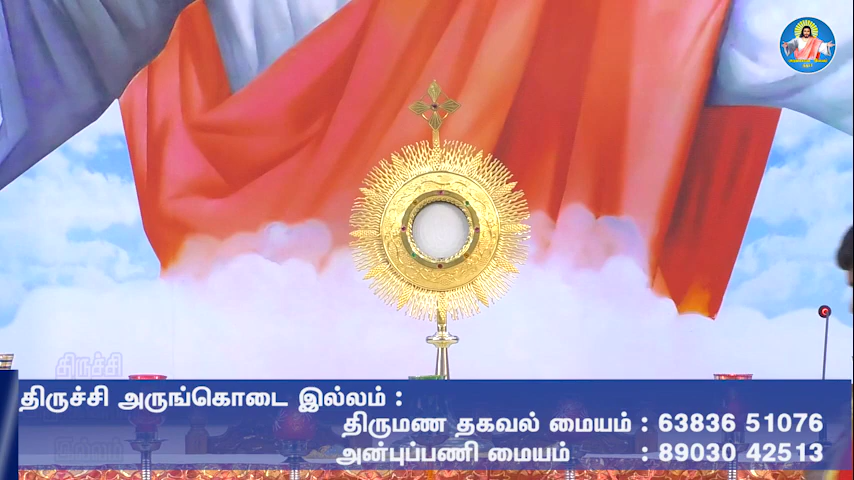 திருச்சி
திருச்சி அருங்கொடை இல்லம் :
திருமண தகவல் மையம் : 63836 51076
அன்புப்பணி மையம் : 89030 42513